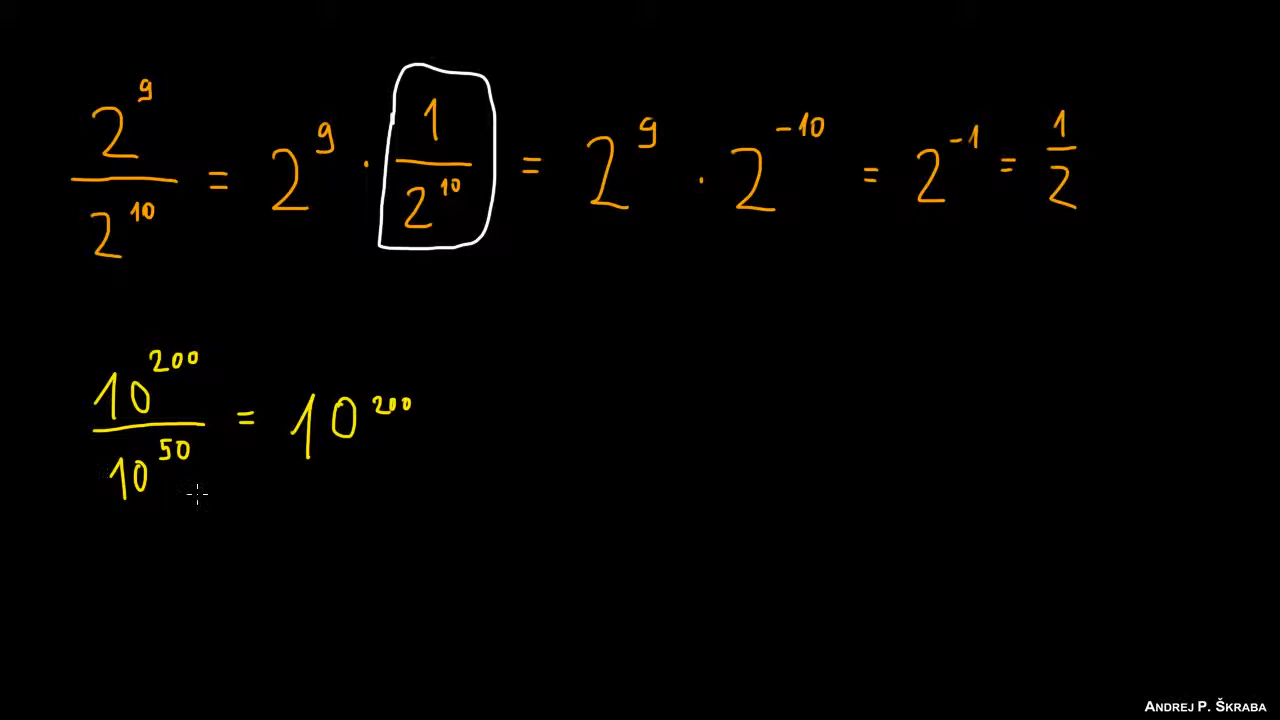 2^9/2^10 = 2^9 · 1/2^10 = 2^9 · 2^-10 = 2^-1 = 1/2
10^200/10^50 = 10^200
ANDREJ P. ŠKRABA